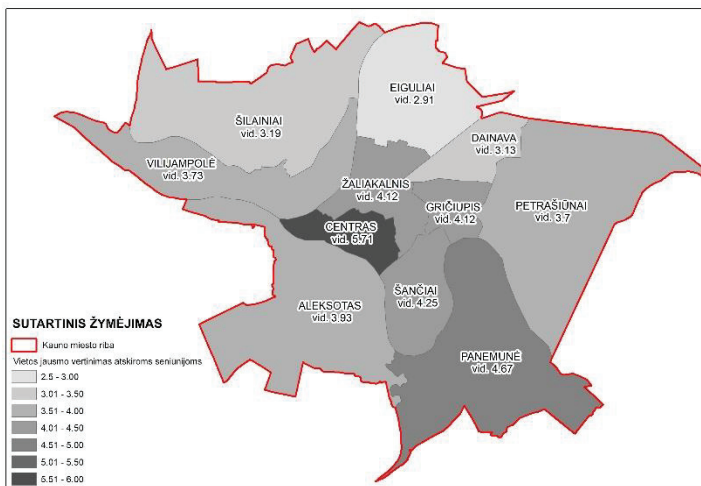 EIGULIAI
vid. 2.91
ŠILAINIAI
vid. 3.19
DAINAVA
vid. 3.13
VILIJAMPOLĖ
vid. 3.73
ŽALIAKALNIS
vid. 4.12
GRIČIUPIS
vid. 4.12
PETRAŠIŪNAI
vid. 3.7
CENTRAS
vid. 5.71
ŠANČIAI
vid. 4.25
ALEKSOTAS
vid. 3.93
PANEMUNĖ
vid. 4.67
SUTARTINIS ŽYMĖJIMAS
Kauno miesto riba
Vietos jausmo vertinimas atskiroms seniunijoms
2.5 - 3.00
3.01 - 3.50
3.51 - 4.00
4.01 - 4.50
4.51 - 5.00
5.01 - 5.50
5.51 - 6.00